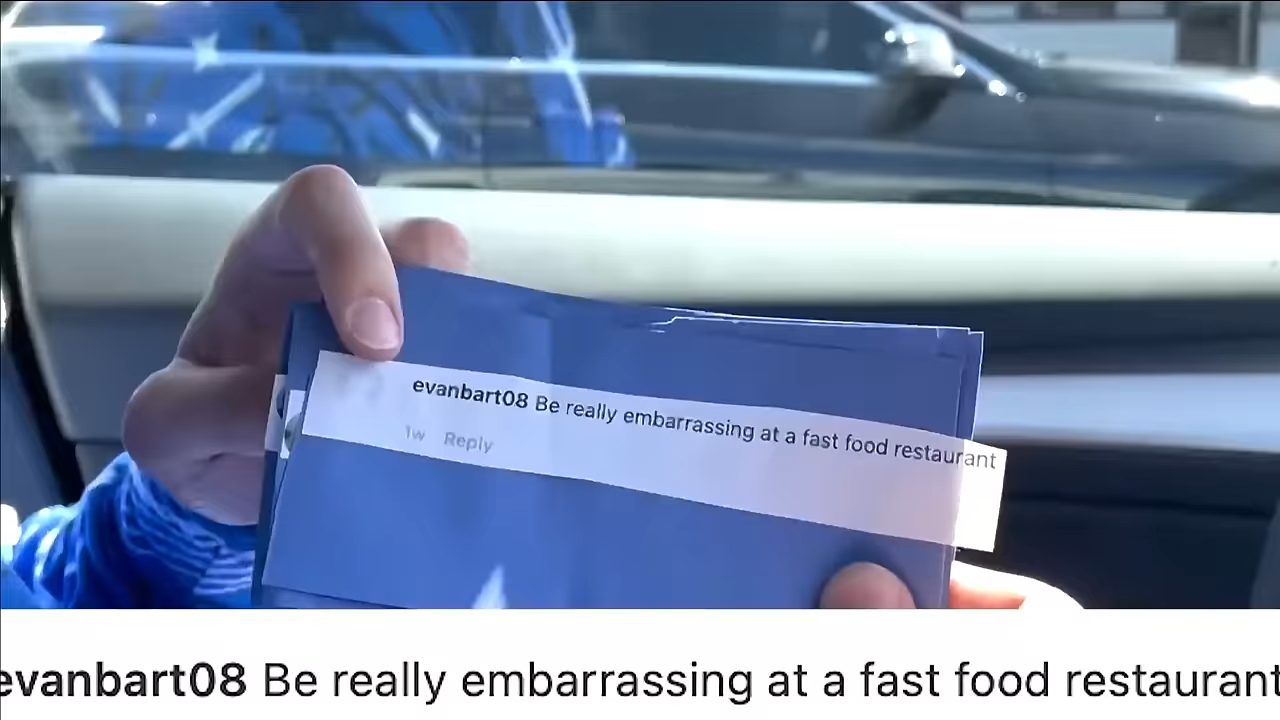 evanbart08 Be really embarrassing at a fast food restaurant
1w Reply
evanbart08 Be really embarrassing at a fast food restaurant